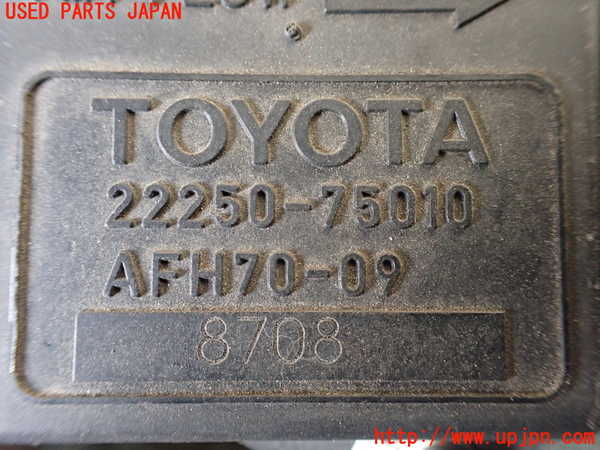 USED PARTS JAPAN
TOYOTA
22250-75010
AFH70-09
8708
http://www.upjpn.com/